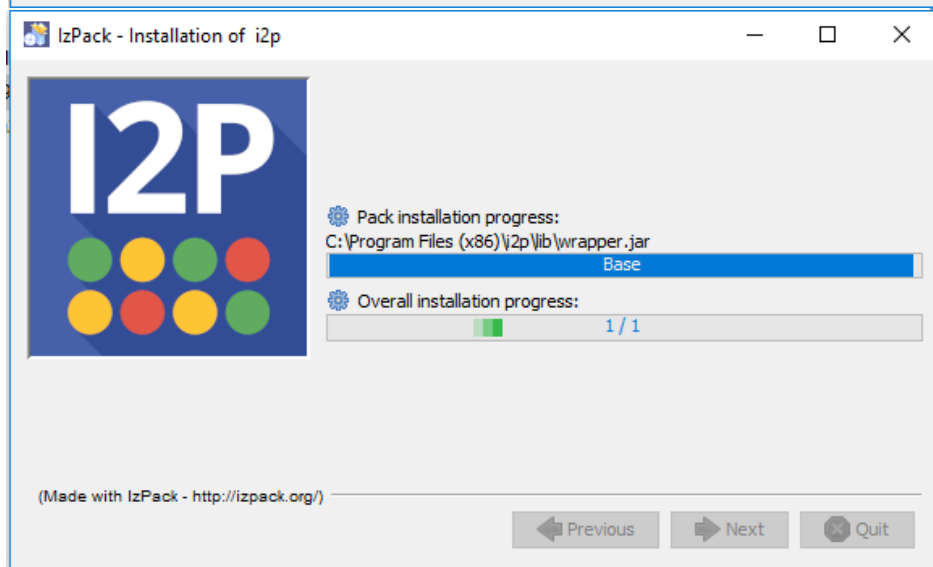 IzPack - Installation of i2p
I2P
Pack installation progress:
C:\Program Files (x86)\i2p\lib\wrapper.jar
Base
Overall installation progress:
1 / 1
(Made with IzPack - http://izpack.org/)
Previous
Next
Quit